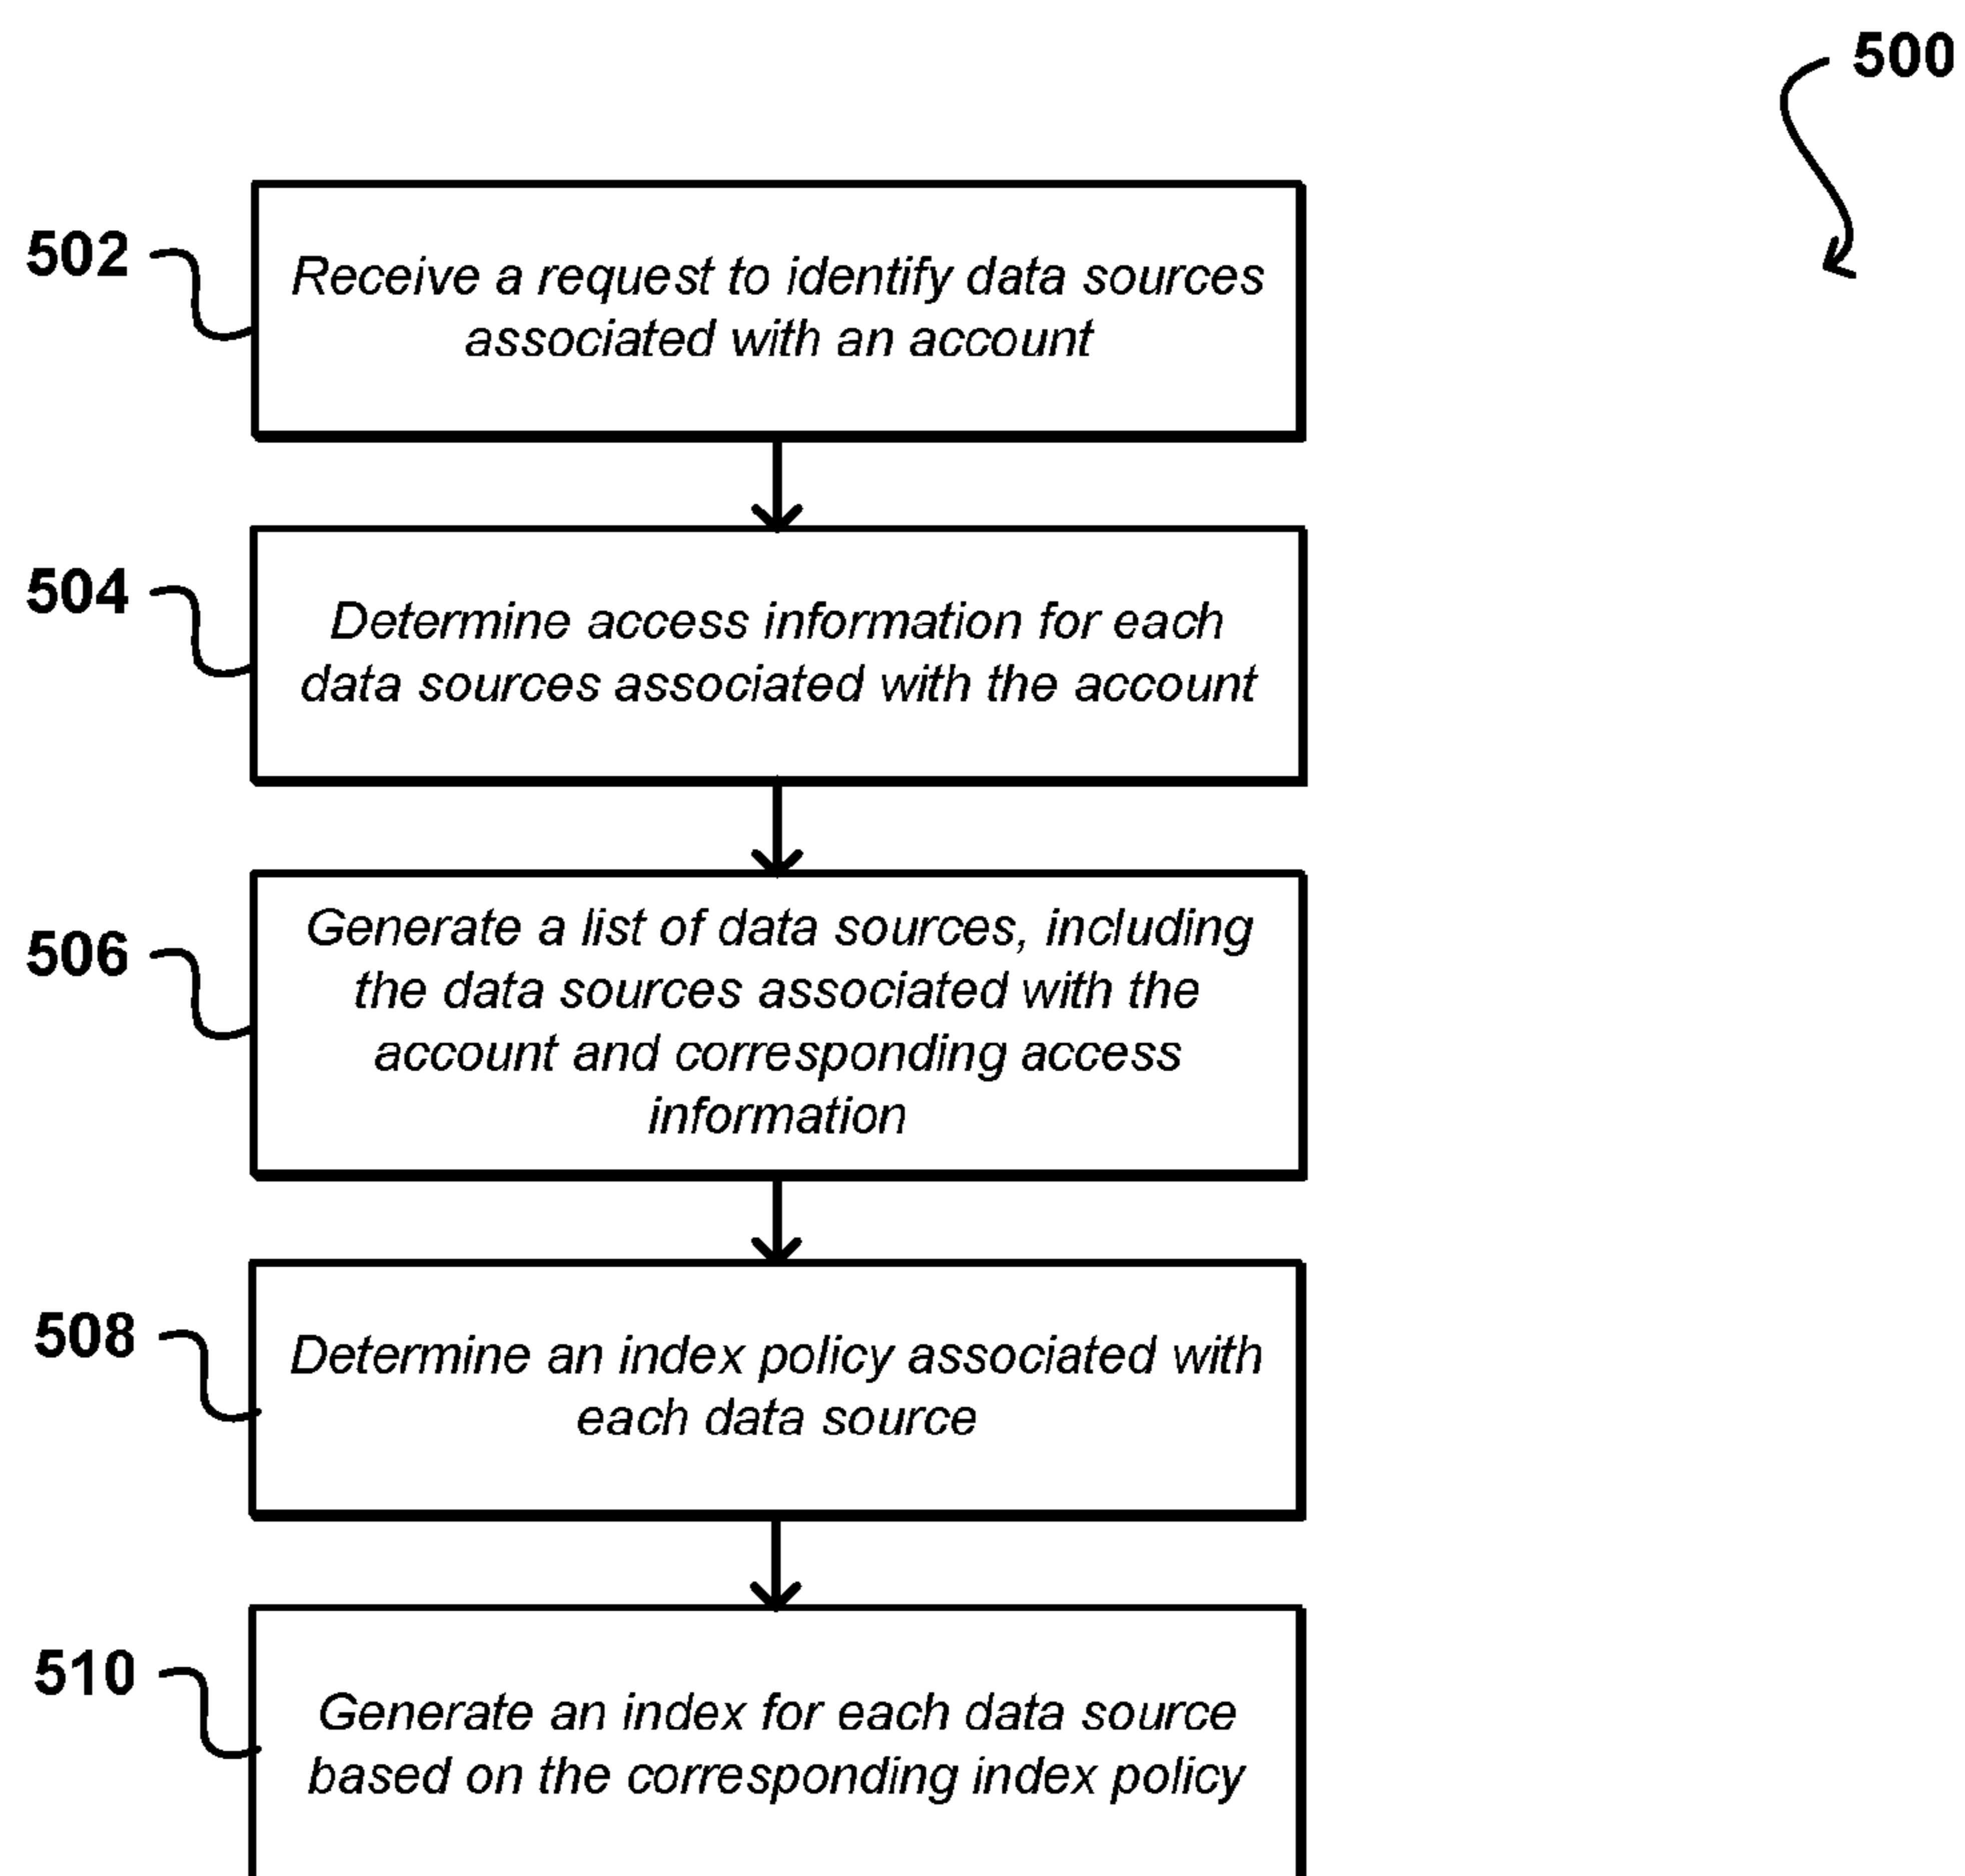 500
502
Receive a request to identify data sources
associated with an account
504
Determine access information for each
data sources associated with the account
506
Generate a list of data sources, including
the data sources associated with the
account and corresponding access
information
508
Determine an index policy associated with
each data source
510
Generate an index for each data source
based on the corresponding index policy